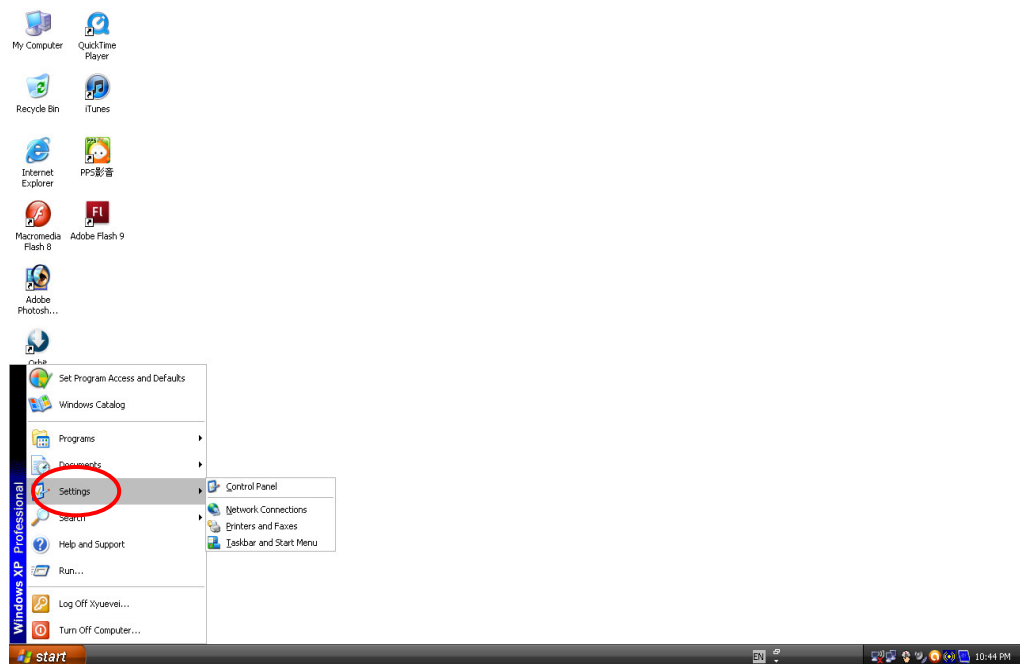 My Computer
QuickTime
Player
Recycle Bin
iTunes
Internet
Explorer
PPS影音
Macromedia
Flash 8
Adobe Flash 9
Adobe
Photosh...
Orbit
Set Program Access and Defaults
Windows Catalog
Programs
Documents
Settings
Search
Help and Support
Run...
Log Off Xyuevei...
Turn Off Computer...
Windows XP Professional
Control Panel
Network Connections
Printers and Faxes
Taskbar and Start Menu
start
EN
10:44 PM